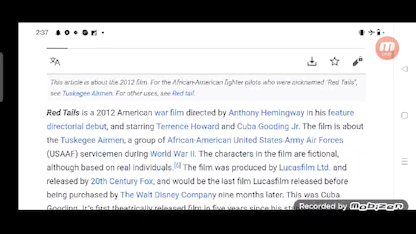 2:37
This article is about the 2012 film. For the African-American fighter pilots who were nicknamed "Red Tails",
see Tuskegee Airmen. For other uses, see Red tail.
Red Tails is a 2012 American war film directed by Anthony Hemingway in his feature
directorial debut, and starring Terrence Howard and Cuba Gooding Jr. The film is about
the Tuskegee Airmen, a group of African-American United States Army Air Forces
(USAAF) servicemen during World War II. The characters in the film are fictional,
although based on real individuals.[6] The film was produced by Lucasfilm Ltd. and
released by 20th Century Fox, and would be the last film Lucasfilm released before
being purchased by The Walt Disney Company nine months later. This was Cuba
Gooding, Jr.'s first theatrically released film in five years since his
Recorded by Mobizen